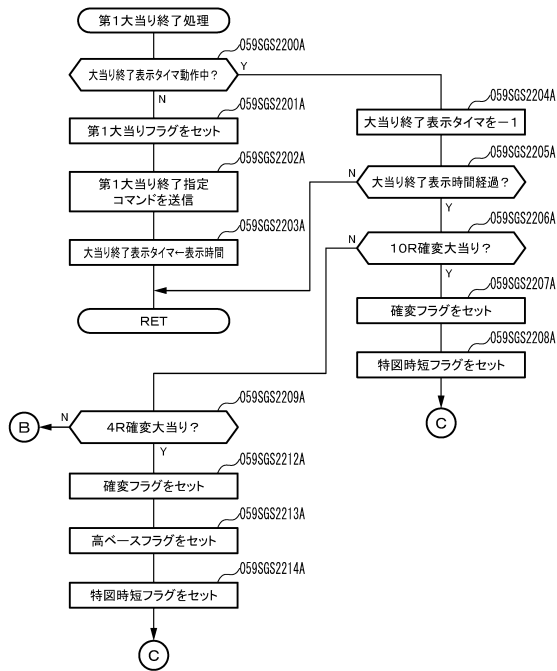 第1大当り終了処理
059SGS2200A
大当り終了表示タイマ動作中？
Y
N
059SGS2201A
第1大当りフラグをセット
059SGS2202A
第1大当り終了指定
コマンドを送信
059SGS2203A
大当り終了表示タイマ←表示時間
RET
059SGS2204A
大当り終了表示タイマを－1
059SGS2205A
大当り終了表示時間経過？
N
Y
059SGS2206A
10R確変大当り？
N
Y
059SGS2207A
確変フラグをセット
059SGS2208A
特図時短フラグをセット
C
059SGS2209A
4R確変大当り？
N
B
Y
059SGS2212A
確変フラグをセット
059SGS2213A
高ベースフラグをセット
059SGS2214A
特図時短フラグをセット
C